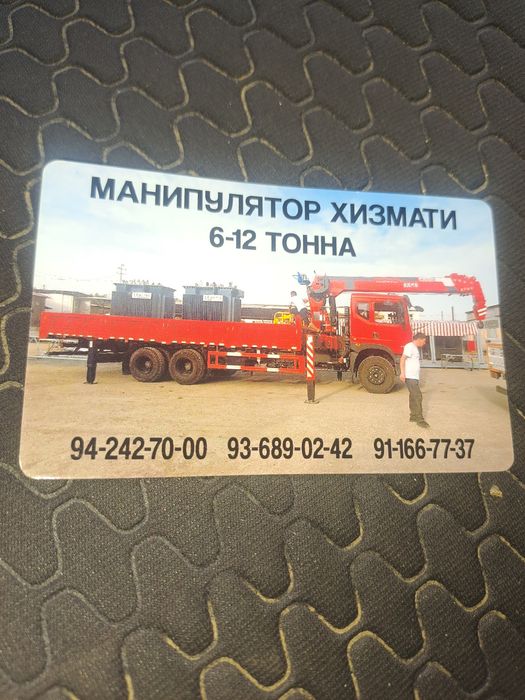 МАНИПУЛЯТОР ХИЗМАТИ
6-12 ТОННА
94-242-70-00 93-689-02-42 91-166-77-37